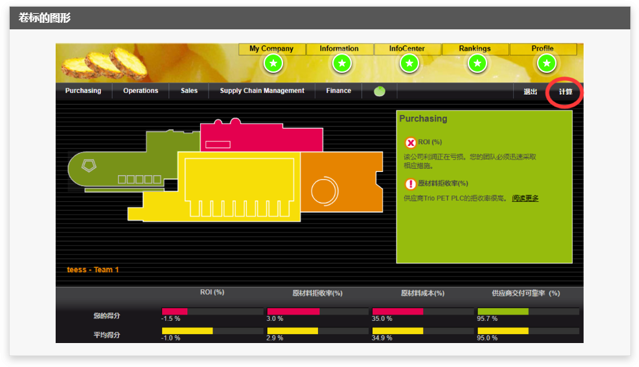 卷标的图形
My Company Information InfoCenter Rankings Profile
Purchasing Operations Sales Supply Chain Management Finance 退出 计算
Purchasing
ROI (%)
该公司利润正在亏损。您的团队必须迅速采取
相应措施。
原材料拒收率(%)
供应商Trio PET PLC的拒收率很高。 阅读更多
teess - Team 1
ROI (%) 原材料拒收率(%) 原材料成本(%) 供应商交付可靠率 (%)
您的得分
-1.5 % 3.0 % 35.0 % 95.7 %
平均得分
-1.0 % 2.9 % 34.9 % 95.0 %